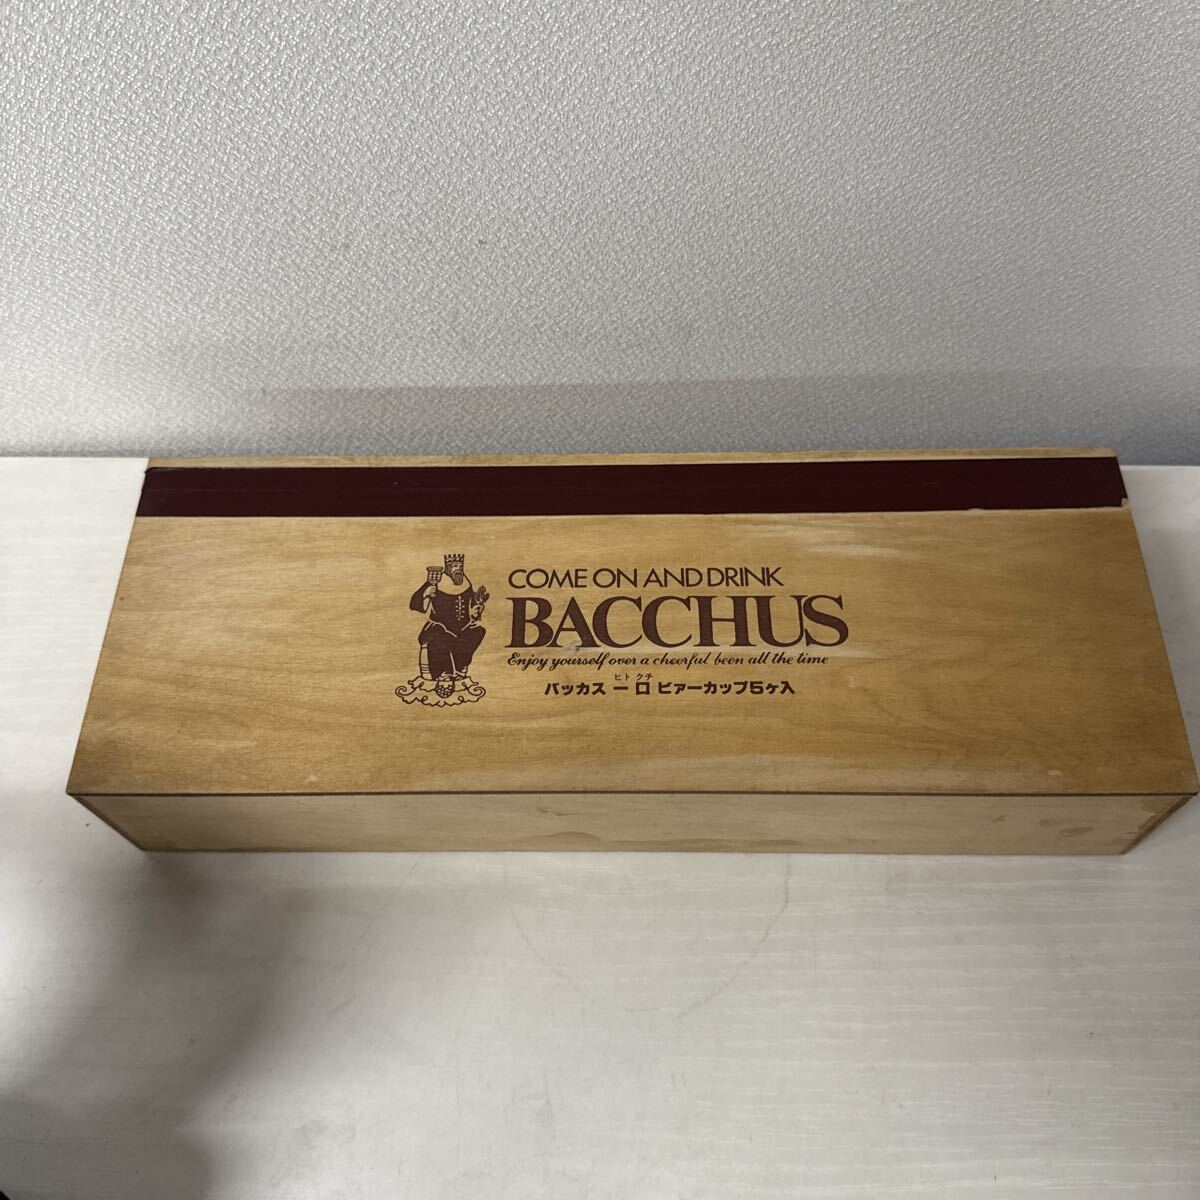 COME ON AND DRINK
BACCHUS
Enjoy yourself over a cheerful been all the time
ヒト クチ
バッカス 一 口 ビァーカップ5ヶ入